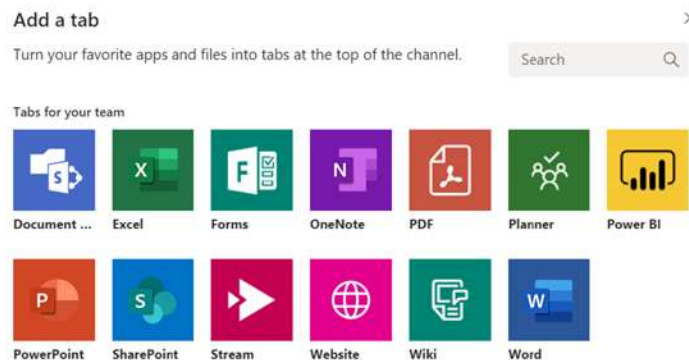 Add a tab
Turn your favorite apps and files into tabs at the top of the channel.
Search
Tabs for your team
Document ...
Excel
Forms
OneNote
PDF
Planner
Power BI
PowerPoint
SharePoint
Stream
Website
Wiki
Word